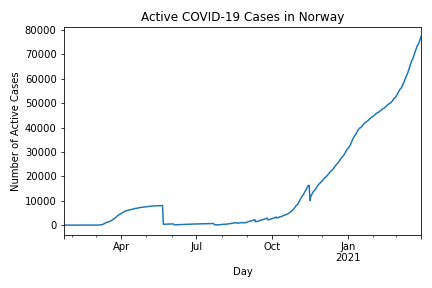 Active COVID-19 Cases in Norway
80000
70000
60000
50000
40000
30000
20000
10000
0
Number of Active Cases
Apr
Jul
Oct
Jan
2021
Day